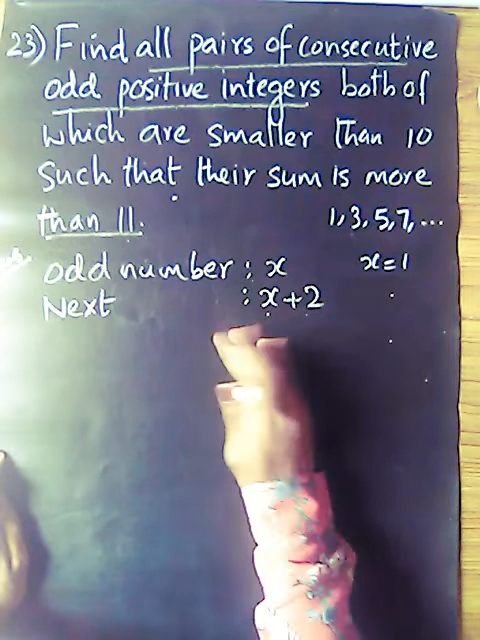 23) Find all pairs of consecutive
odd positive integers both of
which are smaller than 10
such that their sum is more
than 11.
1, 3, 5, 7, ...
odd number : x
x = 1
Next : x + 2